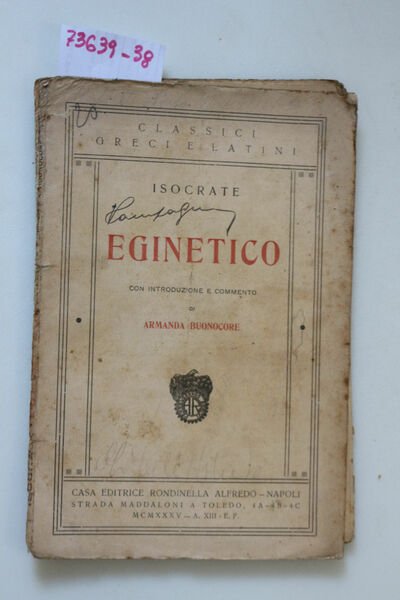 73639-38
CLASSICI
GRECI E LATINI
ISOCRATE
EGINETICO
CON INTRODUZIONE E COMMENTO
DI
ARMANDA BUONOCORE
CASA EDITRICE RONDINELLA ALFREDO - NAPOLI
STRADA MADDALONI A TOLEDO, 4A-4B-4C
MCMXXXV - A. XIII - E. F.